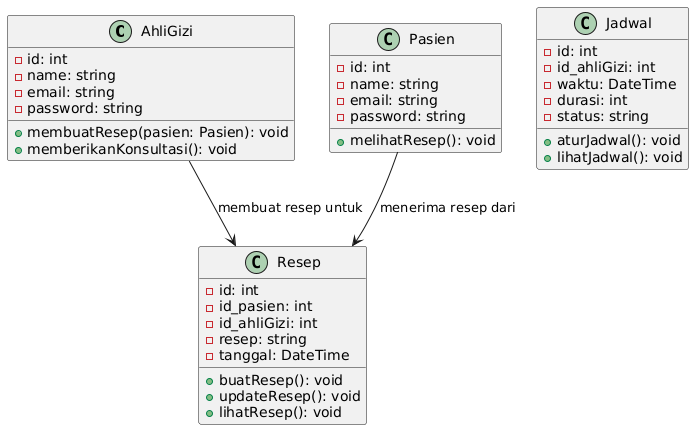 C AhliGizi
id: int
name: string
email: string
password: string
membuatResep(pasien: Pasien): void
memberikanKonsultasi(): void
C Pasien
id: int
name: string
email: string
password: string
melihatResep(): void
C Jadwal
id: int
id_ahliGizi: int
waktu: DateTime
durasi: int
status: string
aturJadwal(): void
lihatJadwal(): void
membuat resep untuk
menerima resep dari
C Resep
id: int
id_pasien: int
id_ahliGizi: int
resep: string
tanggal: DateTime
buatResep(): void
updateResep(): void
lihatResep(): void